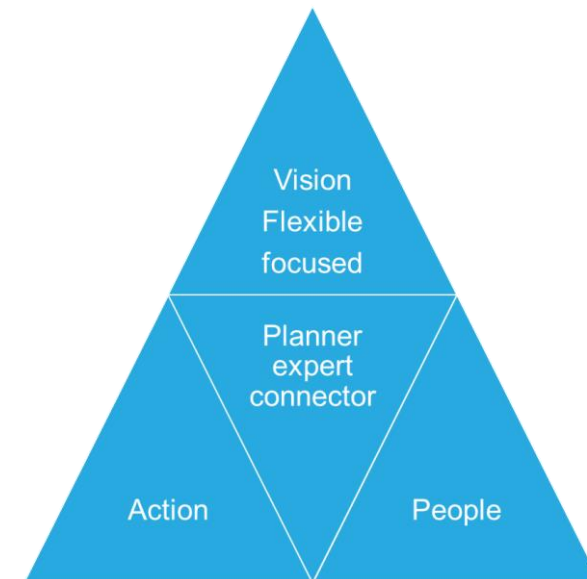 Vision
Flexible
focused
Planner
expert
connector
Action
People